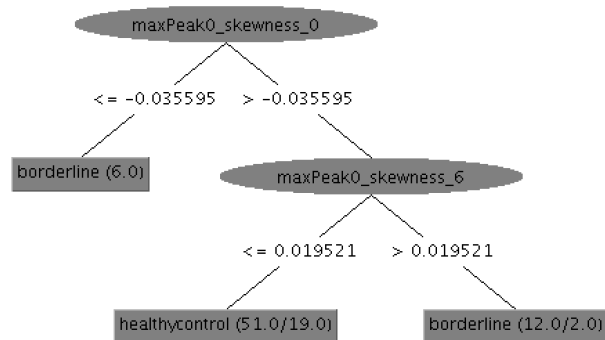 maxPeak0_skewness_0
<= -0.035595 > -0.035595
borderline (6.0)
maxPeak0_skewness_6
<= 0.019521 > 0.019521
healthycontrol (51.0/19.0) borderline (12.0/2.0)